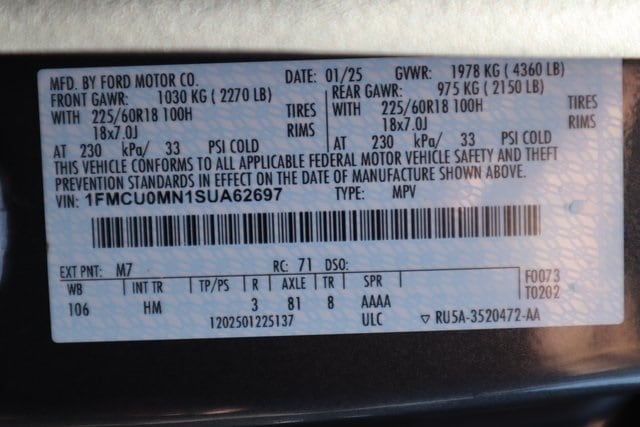 MFD. BY FORD MOTOR CO. DATE: 01/25 GVWR: 1978 KG ( 4360 LB)
FRONT GAWR: 1030 KG ( 2270 LB) REAR GAWR: 975 KG ( 2150 LB)
WITH 225/60R18 100H TIRES WITH 225/60R18 100H TIRES
18x7.0J RIMS 18x7.0J RIMS
AT 230 kPa/ 33 PSI COLD AT 230 kPa/ 33 PSI COLD
THIS VEHICLE CONFORMS TO ALL APPLICABLE FEDERAL MOTOR VEHICLE SAFETY AND THEFT
PREVENTION STANDARDS IN EFFECT ON THE DATE OF MANUFACTURE SHOWN ABOVE.
VIN: 1FMCU0MN1SUA62697 TYPE: MPV
EXT PNT: M7 RC: 71 DSO:
WB INT TR TP/PS R AXLE TR SPR F0073
106 HM 3 81 8 AAAA T0202
1202501225137 ULC ▽ RU5A-3520472-AA